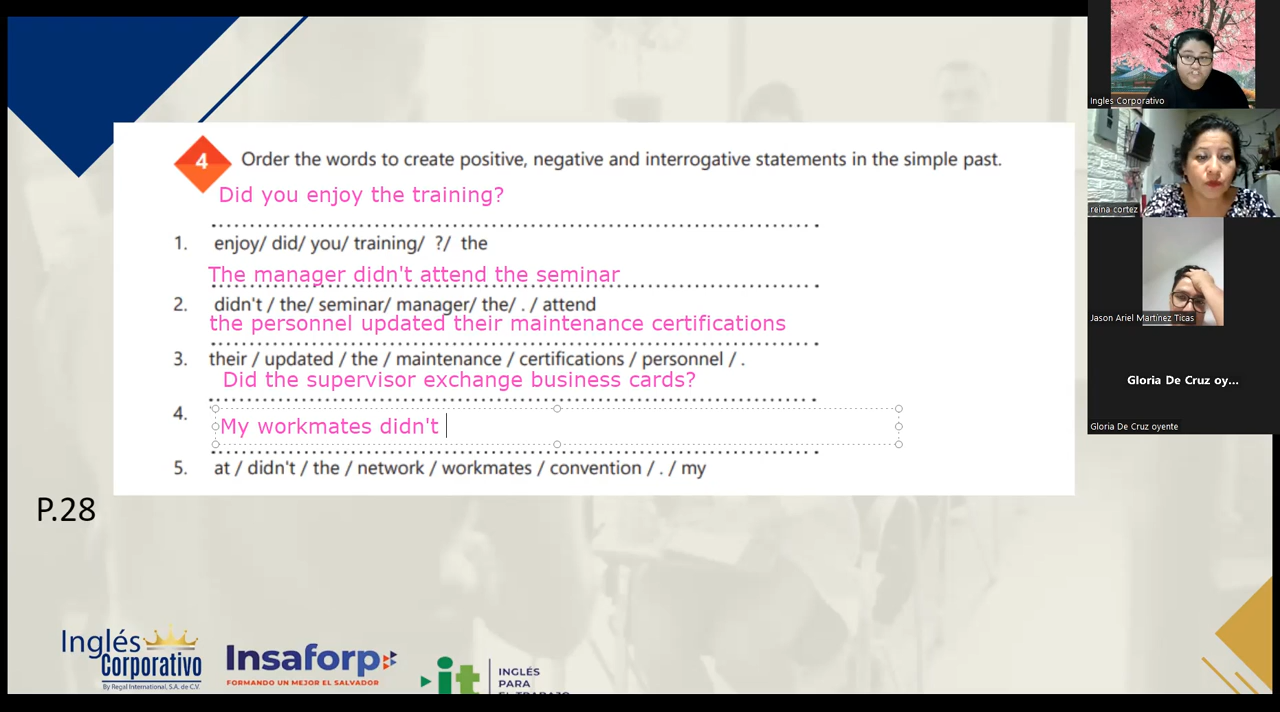 4 Order the words to create positive, negative and interrogative statements in the simple past.
Did you enjoy the training?
1. enjoy/ did/ you/ training/ ?/ the
The manager didn't attend the seminar
2. didn't / the/ seminar/ manager/ the/ . / attend
the personnel updated their maintenance certifications
3. their / updated / the / maintenance / certifications / personnel / .
Did the supervisor exchange business cards?
4.
My workmates didn't
5. at / didn't / the / network / workmates / convention / . / my
P.28
Inglés
Corporativo
By Regal International, S.A. de C.V.
Insaforp
FORMANDO UN MEJOR EL SALVADOR
it
INGLÉS
PARA
EL TRABAJO
Ingles Corporativo
reina cortez
Jason Ariel Martinez Ticas
Gloria De Cruz oy...
Gloria De Cruz oyente